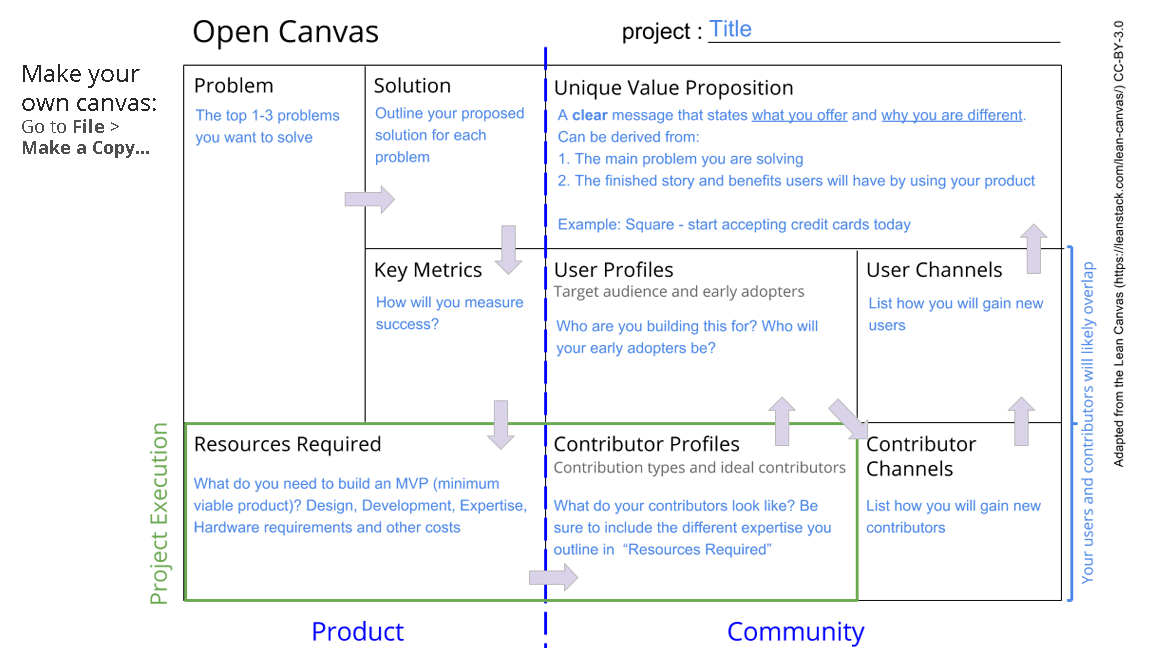 Open Canvas
project : Title
Make your
own canvas:
Go to File >
Make a Copy...
Problem
The top 1-3 problems
you want to solve
Solution
Outline your proposed
solution for each
problem
Unique Value Proposition
A clear message that states what you offer and why you are different.
Can be derived from:
1. The main problem you are solving
2. The finished story and benefits users will have by using your product
Example: Square - start accepting credit cards today
Key Metrics
How will you measure
success?
User Profiles
Target audience and early adopters
Who are you building this for? Who will
your early adopters be?
User Channels
List how you will gain new
users
Resources Required
What do you need to build an MVP (minimum
viable product)? Design, Development, Expertise,
Hardware requirements and other costs
Contributor Profiles
Contribution types and ideal contributors
What do your contributors look like? Be
sure to include the different expertise you
outline in “Resources Required”
Contributor
Channels
List how you will gain new
contributors
Project Execution
Product
Community
Your users and contributors will likely overlap
Adapted from the Lean Canvas (https://leanstack.com/lean-canvas/) CC-BY-3.0